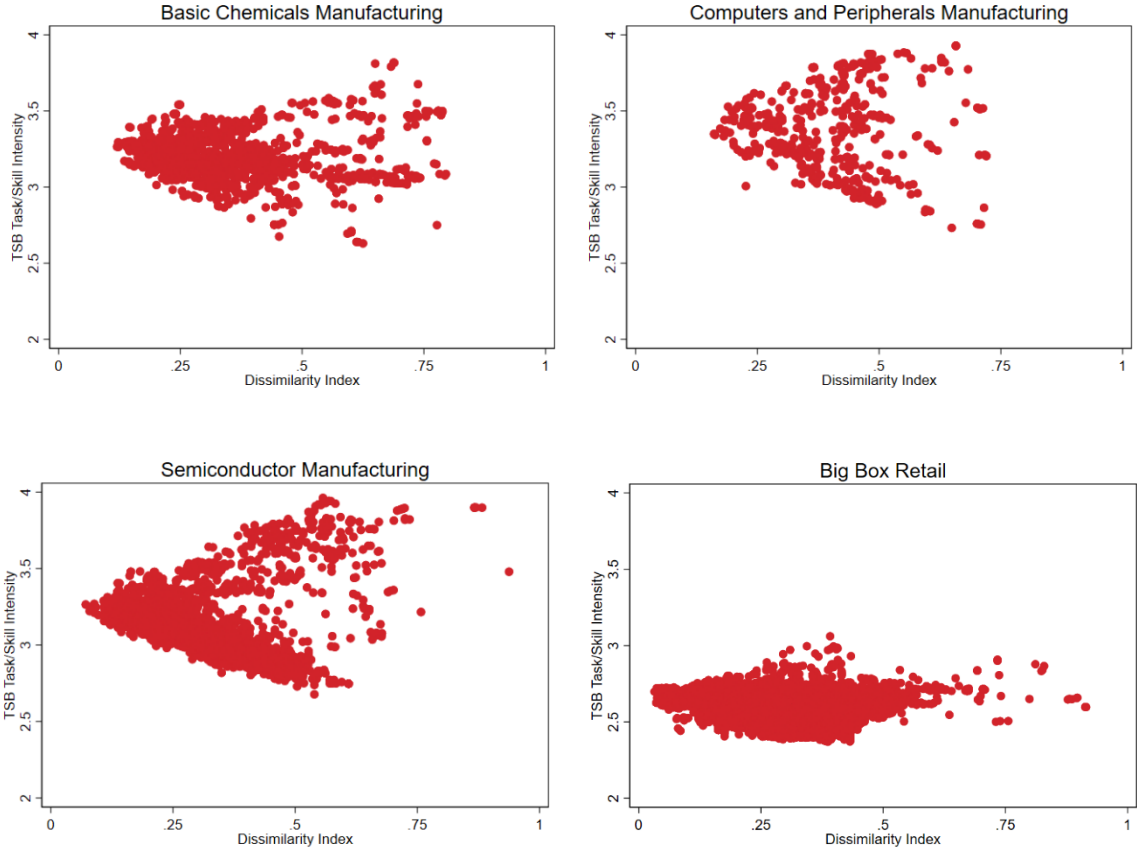 Basic Chemicals Manufacturing
TSB Task/Skill Intensity
4
3.5
3
2.5
2
0 .25 .5 .75 1
Dissimilarity Index
Computers and Peripherals Manufacturing
TSB Task/Skill Intensity
4
3.5
3
2.5
2
0 .25 .5 .75 1
Dissimilarity Index
Semiconductor Manufacturing
TSB Task/Skill Intensity
4
3.5
3
2.5
2
0 .25 .5 .75 1
Dissimilarity Index
Big Box Retail
TSB Task/Skill Intensity
4
3.5
3
2.5
2
0 .25 .5 .75 1
Dissimilarity Index